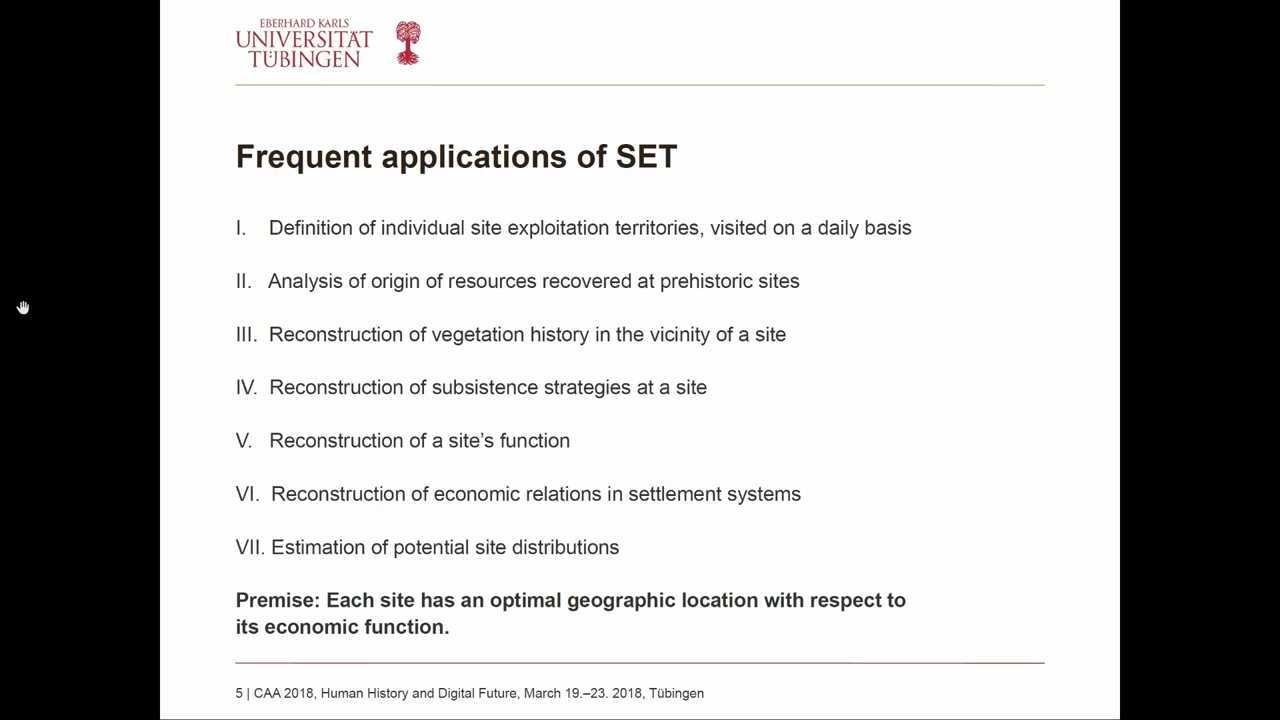 EBERHARD KARLS
UNIVERSITÄT
TÜBINGEN
Frequent applications of SET
I. Definition of individual site exploitation territories, visited on a daily basis
II. Analysis of origin of resources recovered at prehistoric sites
III. Reconstruction of vegetation history in the vicinity of a site
IV. Reconstruction of subsistence strategies at a site
V. Reconstruction of a site’s function
VI. Reconstruction of economic relations in settlement systems
VII. Estimation of potential site distributions
Premise: Each site has an optimal geographic location with respect to
its economic function.
5 | CAA 2018, Human History and Digital Future, March 19.–23. 2018, Tübingen